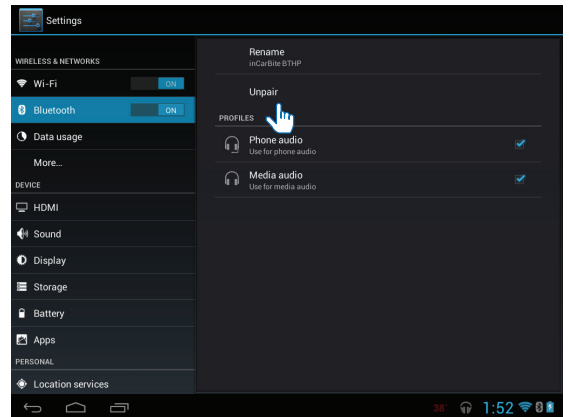 Settings
WIRELESS & NETWORKS
Wi-Fi
ON
Bluetooth
ON
Data usage
More...
DEVICE
HDMI
Sound
Display
Storage
Battery
Apps
PERSONAL
Location services
Rename
inCarBite BTHP
Unpair
PROFILES
Phone audio
Use for phone audio
Media audio
Use for media audio
38°
1:52